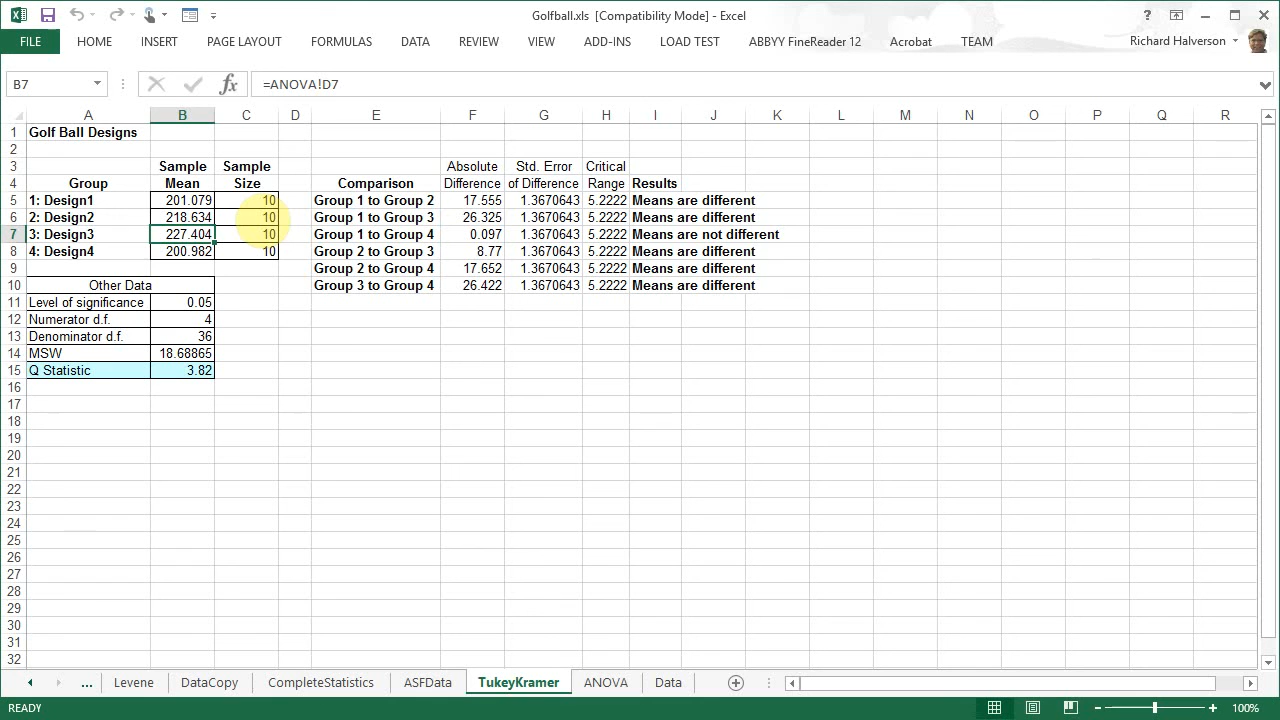 Golfball.xls [Compatibility Mode] - Excel
?
FILE HOME INSERT PAGE LAYOUT FORMULAS DATA REVIEW VIEW ADD-INS LOAD TEST ABBYY FineReader 12 Acrobat TEAM Richard Halverson
B7 fx =ANOVA!D7
A B C D E F G H I J K L M N O P Q R
1 Golf Ball Designs
2
3 Sample Sample Absolute Std. Error Critical
4 Group Mean Size Comparison Difference of Difference Range Results
5 1: Design1 201.079 10 Group 1 to Group 2 17.555 1.3670643 5.2222 Means are different
6 2: Design2 218.634 10 Group 1 to Group 3 26.325 1.3670643 5.2222 Means are different
7 3: Design3 227.404 10 Group 1 to Group 4 0.097 1.3670643 5.2222 Means are not different
8 4: Design4 200.982 10 Group 2 to Group 3 8.77 1.3670643 5.2222 Means are different
9 Group 2 to Group 4 17.652 1.3670643 5.2222 Means are different
10 Other Data Group 3 to Group 4 26.422 1.3670643 5.2222 Means are different
11 Level of significance 0.05
12 Numerator d.f. 4
13 Denominator d.f. 36
14 MSW 18.68865
15 Q Statistic 3.82
16
17
18
19
20
21
22
23
24
25
26
27
28
29
30
31
32
... Levene DataCopy CompleteStatistics ASFData TukeyKramer ANOVA Data
READY 100%